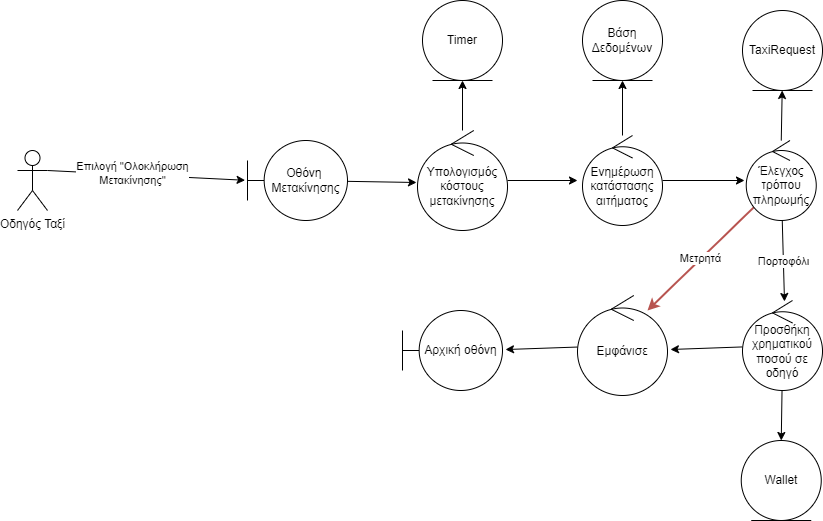 Timer
Βάση
Δεδομένων
TaxiRequest
Επιλογή "Ολοκλήρωση
Μετακίνησης"
Οδηγός Ταξί
Οθόνη
Μετακίνησης
Υπολογισμός
κόστους
μετακίνησης
Ενημέρωση
κατάστασης
αιτήματος
Έλεγχος
τρόπου
πληρωμής
Μετρητά
Πορτοφόλι
Αρχική οθόνη
Εμφάνισε
Προσθήκη
χρηματικού
ποσού σε
οδηγό
Wallet